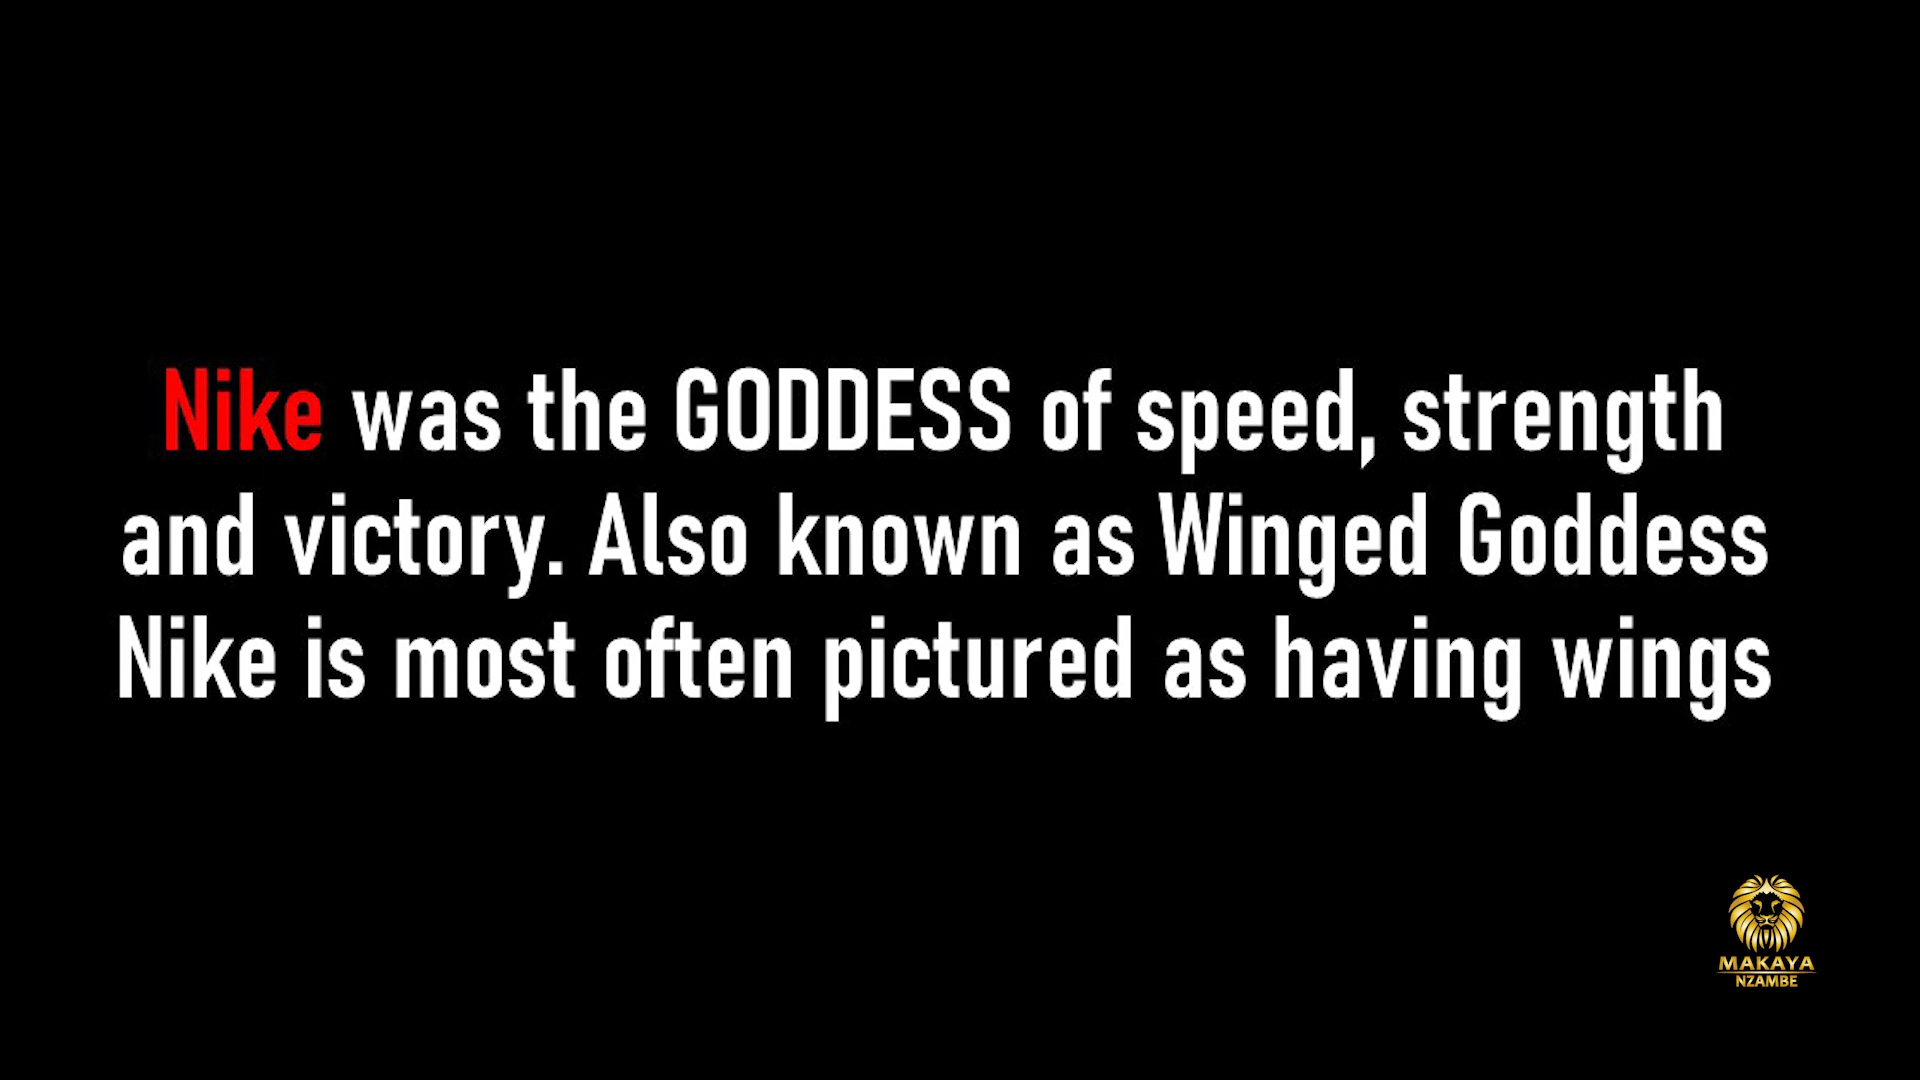 Nike was the GODDESS of speed, strength
and victory. Also known as Winged Goddess
Nike is most often pictured as having wings
MAKAYA
NZAMBE